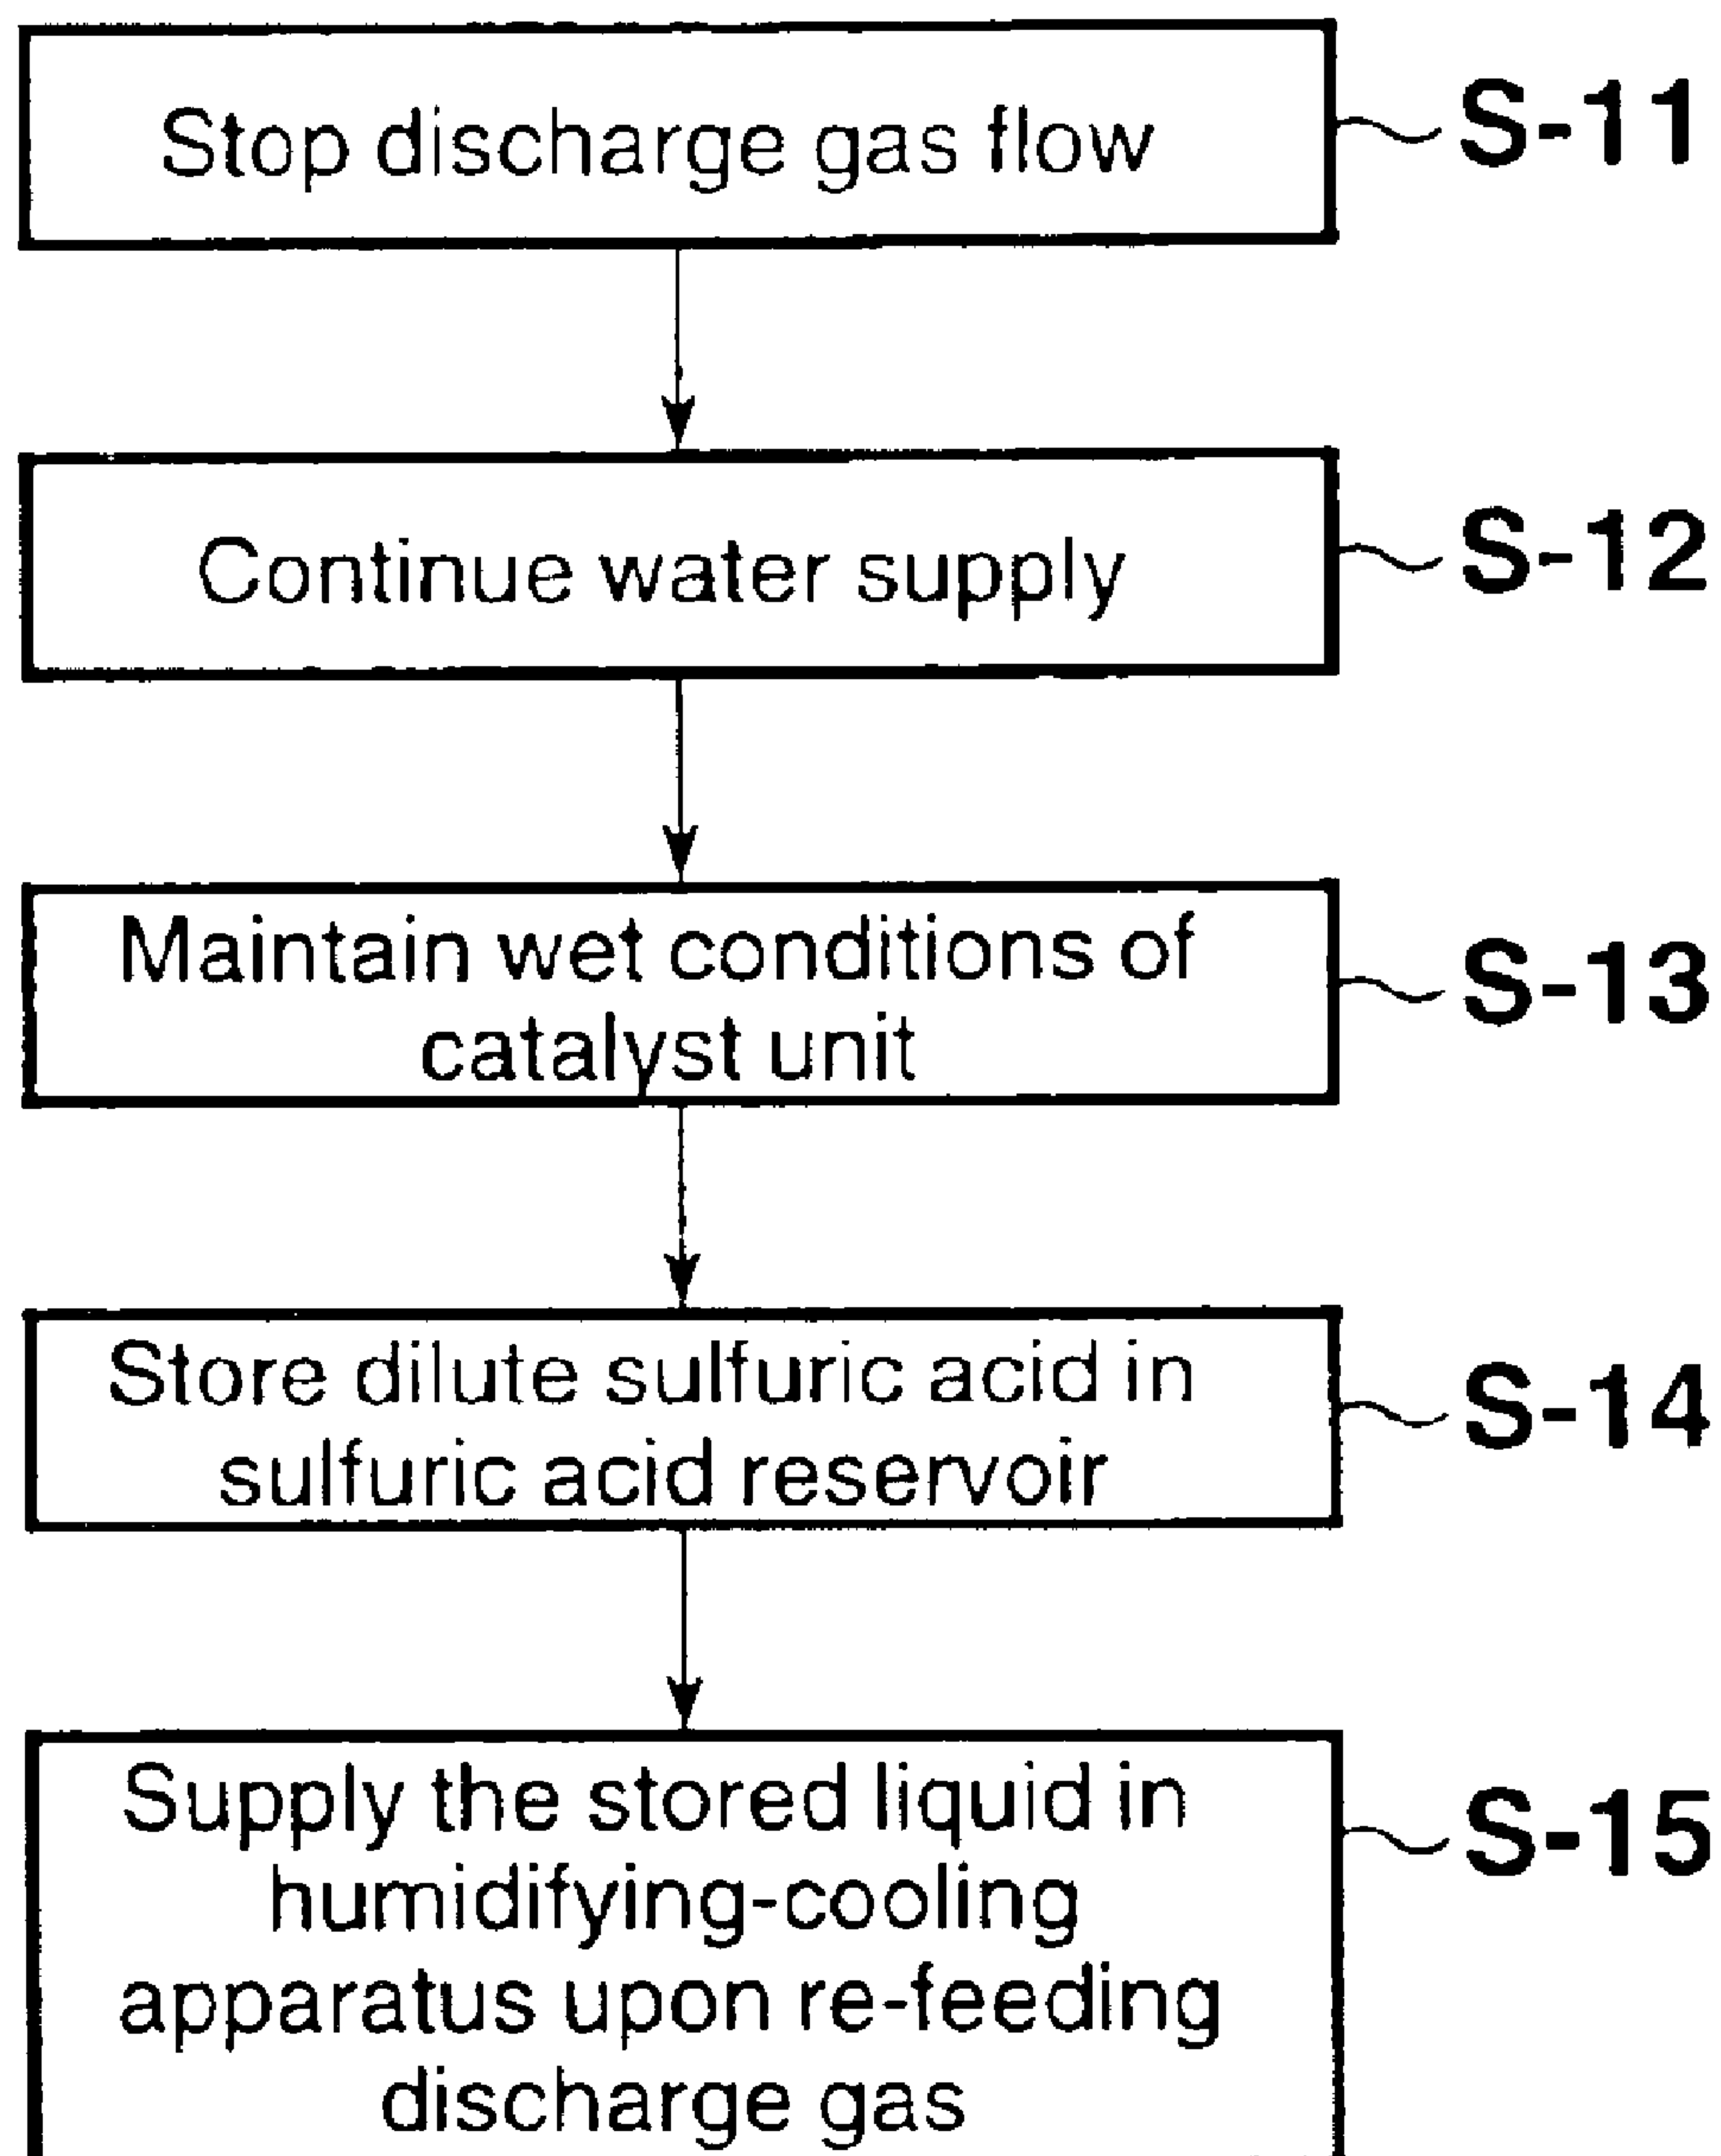 Stop discharge gas flow
S-11
Continue water supply
S-12
Maintain wet conditions of
catalyst unit
S-13
Store dilute sulfuric acid in
sulfuric acid reservoir
S-14
Supply the stored liquid in
humidifying-cooling
apparatus upon re-feeding
discharge gas
S-15